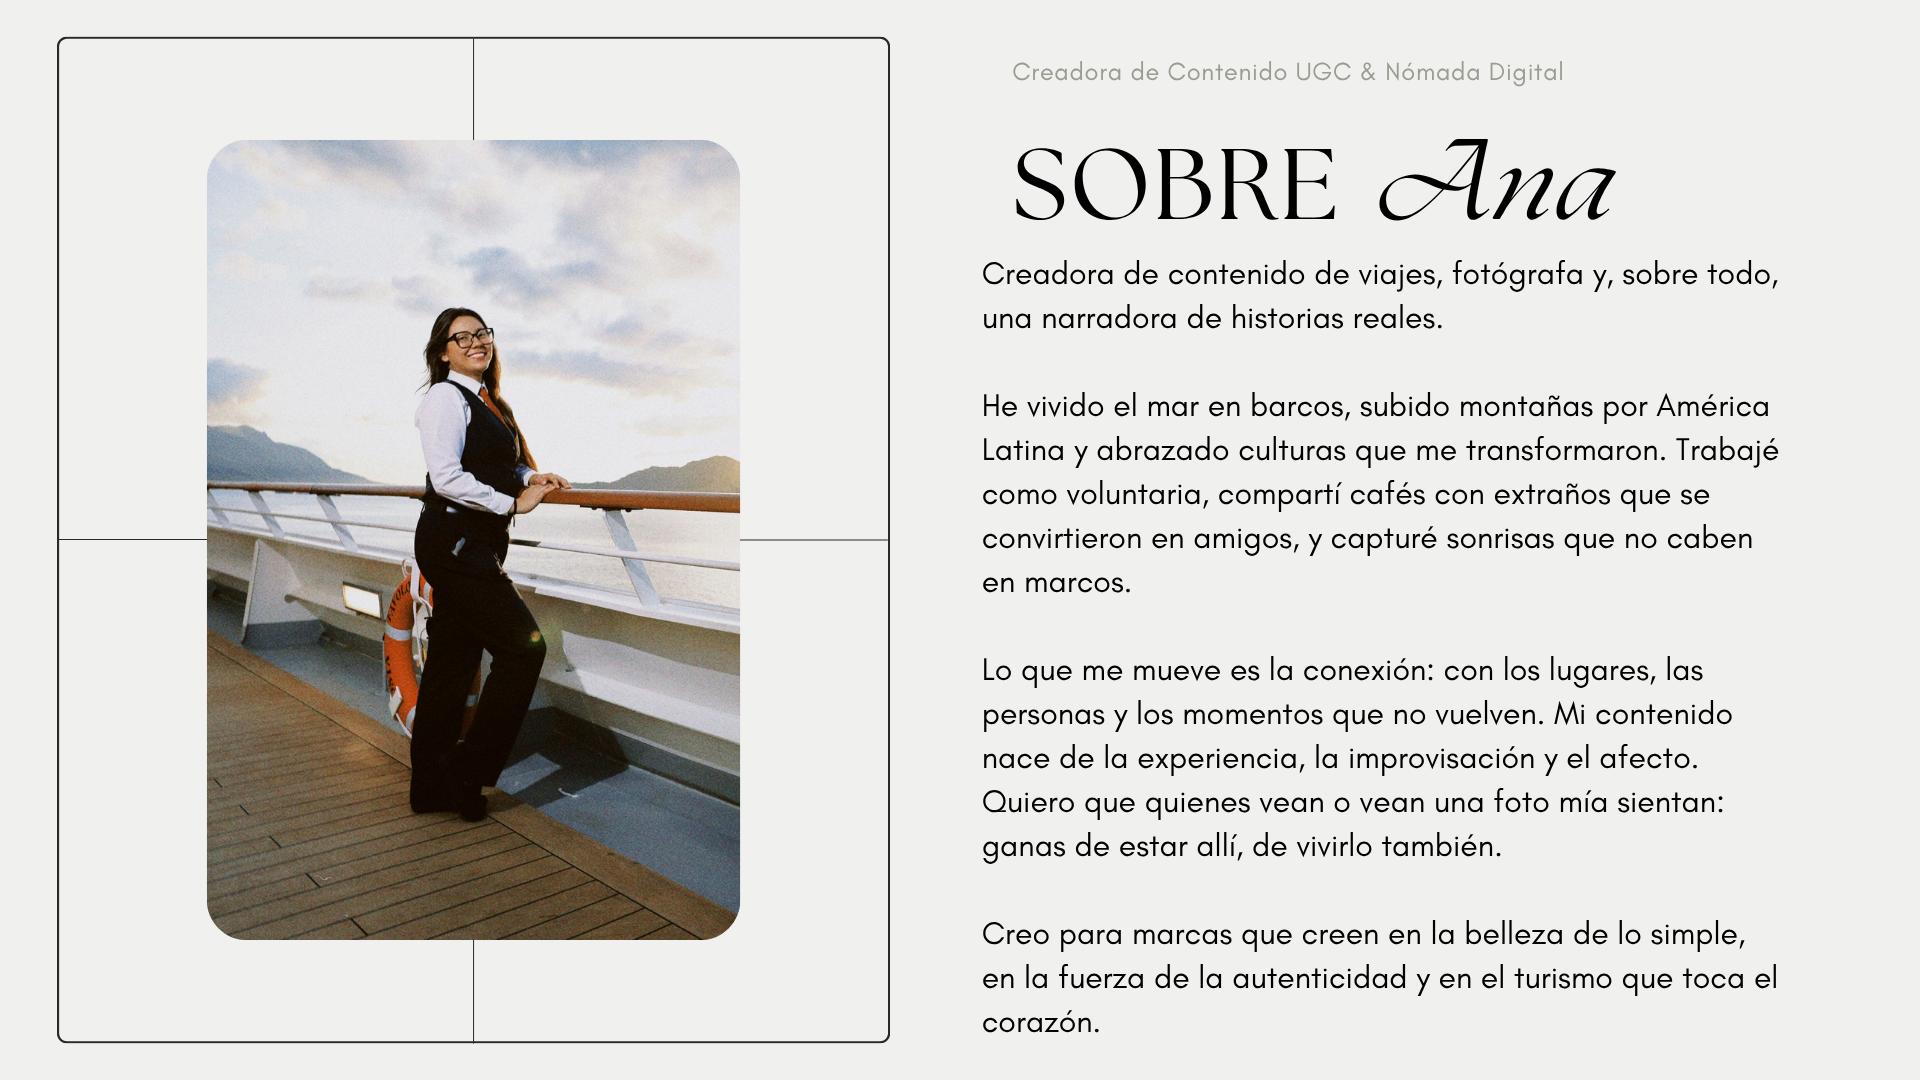 Creadora de Contenido UGC & Nómada Digital
SOBRE Ana
Creadora de contenido de viajes, fotógrafa y, sobre todo,
una narradora de historias reales.
He vivido el mar en barcos, subido montañas por América
Latina y abrazado culturas que me transformaron. Trabajé
como voluntaria, compartí cafés con extraños que se
convirtieron en amigos, y capturé sonrisas que no caben
en marcos.
Lo que me mueve es la conexión: con los lugares, las
personas y los momentos que no vuelven. Mi contenido
nace de la experiencia, la improvisación y el afecto.
Quiero que quienes vean o vean una foto mía sientan:
ganas de estar allí, de vivirlo también.
Creo para marcas que creen en la belleza de lo simple,
en la fuerza de la autenticidad y en el turismo que toca el
corazón.